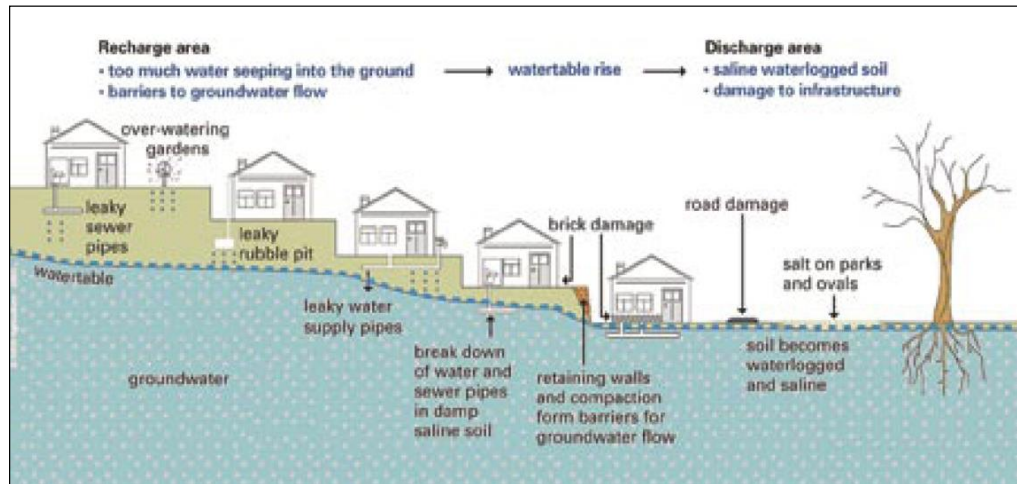 Recharge area
• too much water seeping into the ground
• barriers to groundwater flow
watertable rise
Discharge area
• saline waterlogged soil
• damage to infrastructure
over-watering
gardens
leaky
sewer
pipes
leaky
rubble pit
watertable
leaky water
supply pipes
brick damage
road damage
salt on parks
and ovals
groundwater
break down
of water and
sewer pipes
in damp
saline soil
retaining walls
and compaction
form barriers for
groundwater flow
soil becomes
waterlogged
and saline